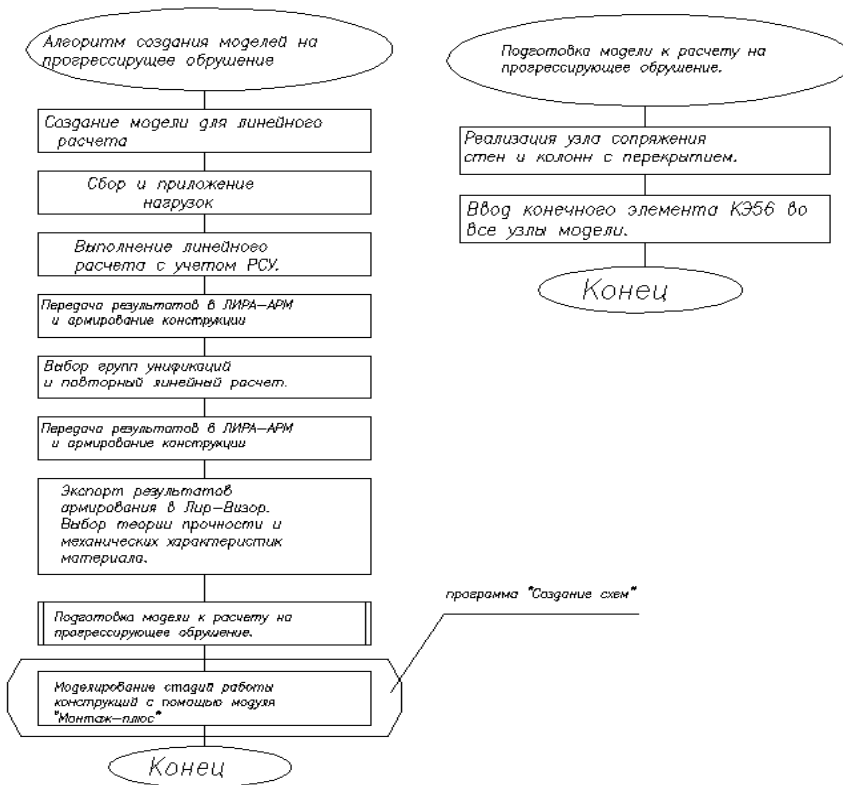 Алгоритм создания моделей на
прогрессирущее обрушение
Создание модели для линейного
расчета
Сбор и приложение
нагрузок
Выполнение линейного
расчета с учетом РСУ.
Передача результатов в ЛИРА-АРМ
и армирование конструкции
Выбор групп унификаций
и повторный линейный расчет.
Передача результатов в ЛИРА-АРМ
и армирование конструкции
Экспорт результатов
армирования в Лир-Визор.
Выбор теории прочности и
механических характеристик
материала.
Подготовка модели к расчету на
прогрессирующее обрушение.
Моделирование стадий работы
конструкций с помощью модуля
"Монтаж-плюс"
Конец
программа "Создание схем"
Подготовка модели к расчету на
прогрессирующее обрушение.
Реализация узла сопряжения
стен и колонн с перекрытием.
Ввод конечного элемента КЭ56 во
все узлы модели.
Конец